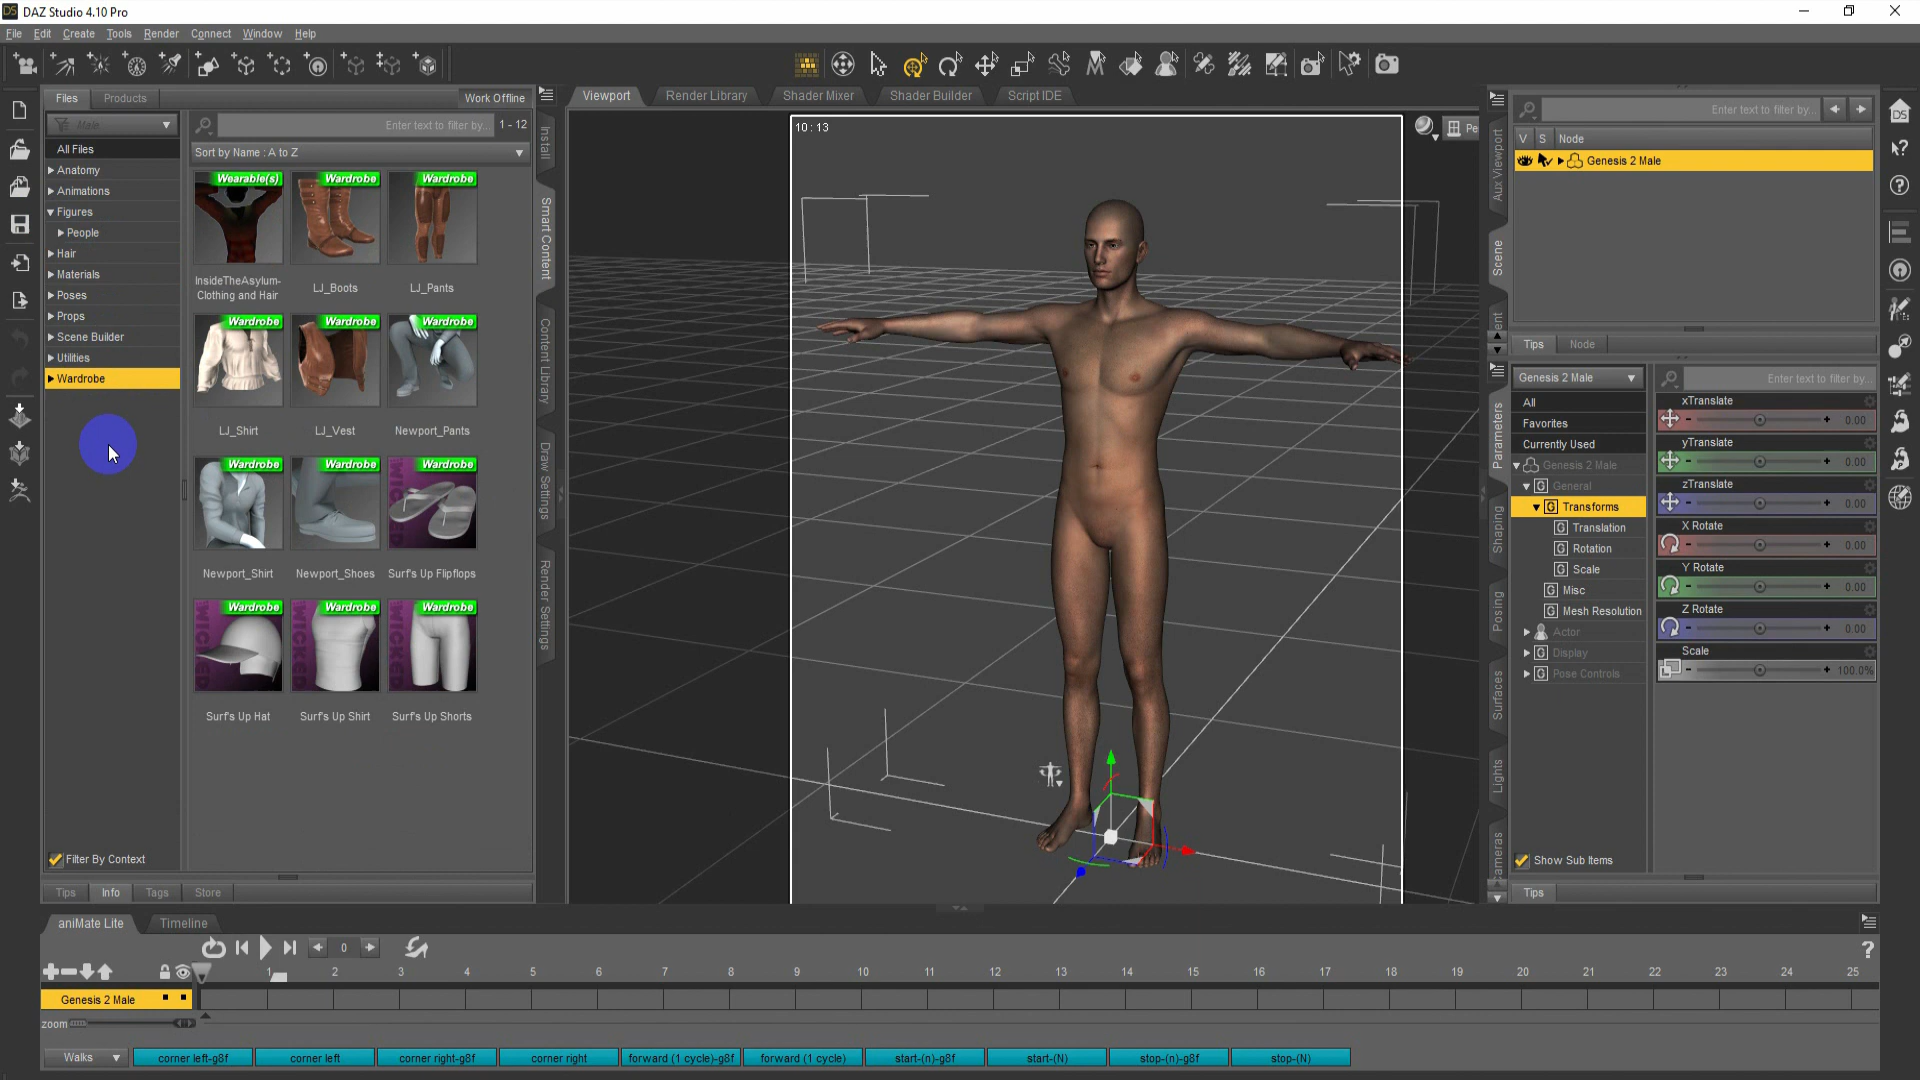 DAZ Studio 4.10 Pro
File Edit Create Tools Render Connect Window Help
Files Products Work Offline
Male
Enter text to filter by... 1 - 12
All Files
Sort by Name : A to Z
Anatomy
Animations
Figures
People
Hair
Materials
Poses
Props
Scene Builder
Utilities
Wardrobe
Filter By Context
Wearable(s) Wardrobe Wardrobe
InsideTheAsylum-
Clothing and Hair
LJ_Boots
LJ_Pants
Wardrobe Wardrobe Wardrobe
LJ_Shirt LJ_Vest Newport_Pants
Wardrobe Wardrobe Wardrobe
Newport_Shirt Newport_Shoes Surf's Up Flipflops
Wardrobe Wardrobe Wardrobe
WICKED WICKED WICKED
Surf's Up Hat Surf's Up Shirt Surf's Up Shorts
Tips Info Tags Store
Install
Smart Content
Content Library
Draw Settings
Render Settings
Viewport Render Library Shader Mixer Shader Builder Script IDE
10 : 13
Pe
Aux Viewport
Scene
ent
Enter text to filter by...
V S Node
Genesis 2 Male
Tips Node
Parameters
Shaping
Posing
Surfaces
Lights
ameras
Genesis 2 Male
Enter text to filter by...
All
Favorites
Currently Used
Genesis 2 Male
General
Transforms
Translation
Rotation
Scale
Misc
Mesh Resolution
Actor
Display
Pose Controls
Show Sub Items
xTranslate
0.00
yTranslate
0.00
zTranslate
0.00
X Rotate
0.00
Y Rotate
0.00
Z Rotate
0.00
Scale
100.0%
Tips
aniMate Lite Timeline
0
1 2 3 4 5 6 7 8 9 10 11 12 13 14 15 16 17 18 19 20 21 22 23 24 25
Genesis 2 Male
zoom
Walks corner left-g8f corner left corner right-g8f corner right forward (1 cycle)-g8f forward (1 cycle) start-(n)-g8f start-(N) stop-(n)-g8f stop-(N)